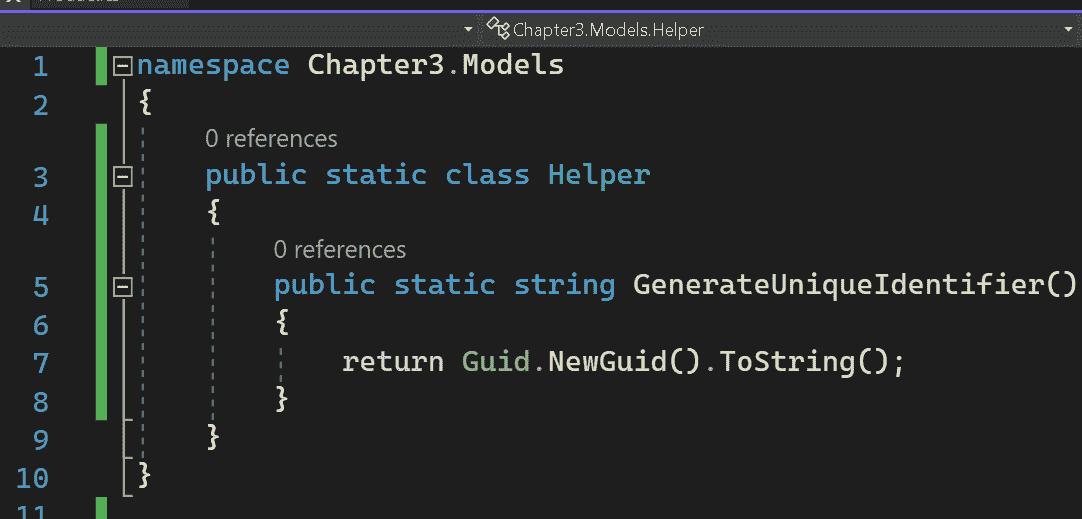 Chapter3.Models.Helper
1 namespace Chapter3.Models
2 {
0 references
3 public static class Helper
4 {
0 references
5 public static string GenerateUniqueIdentifier()
6 {
7 return Guid.NewGuid().ToString();
8 }
9 }
10 }
11